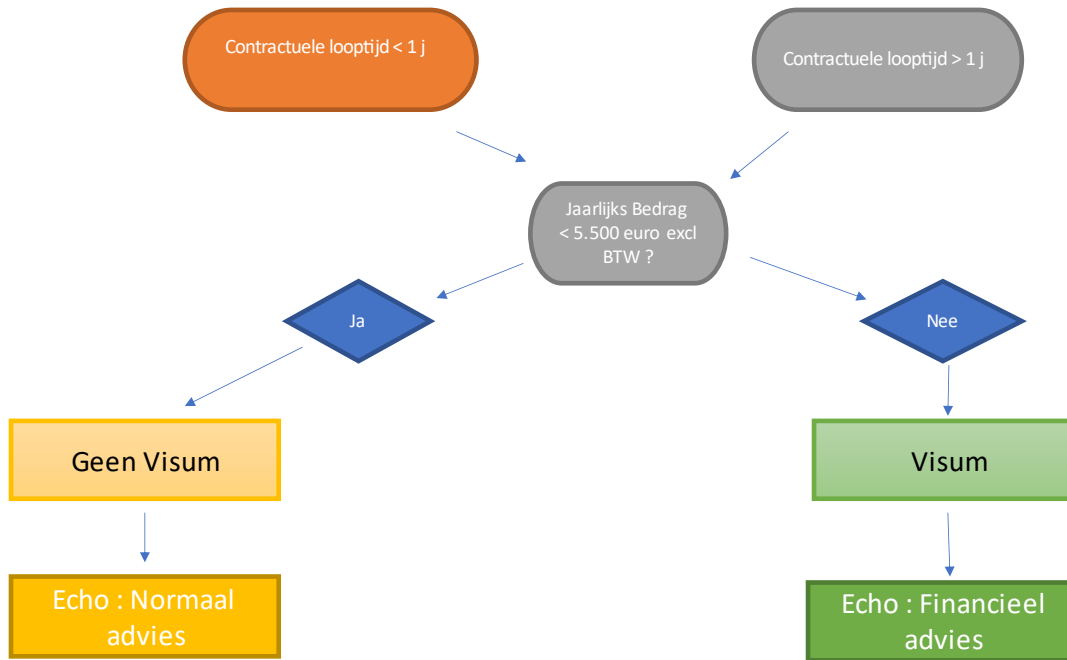 Contractuele looptijd < 1 j
Contractuele looptijd > 1 j
Jaarlijks Bedrag
< 5.500 euro excl
BTW ?
Ja
Nee
Geen Visum
Visum
Echo : Normaal
advies
Echo : Financieel
advies